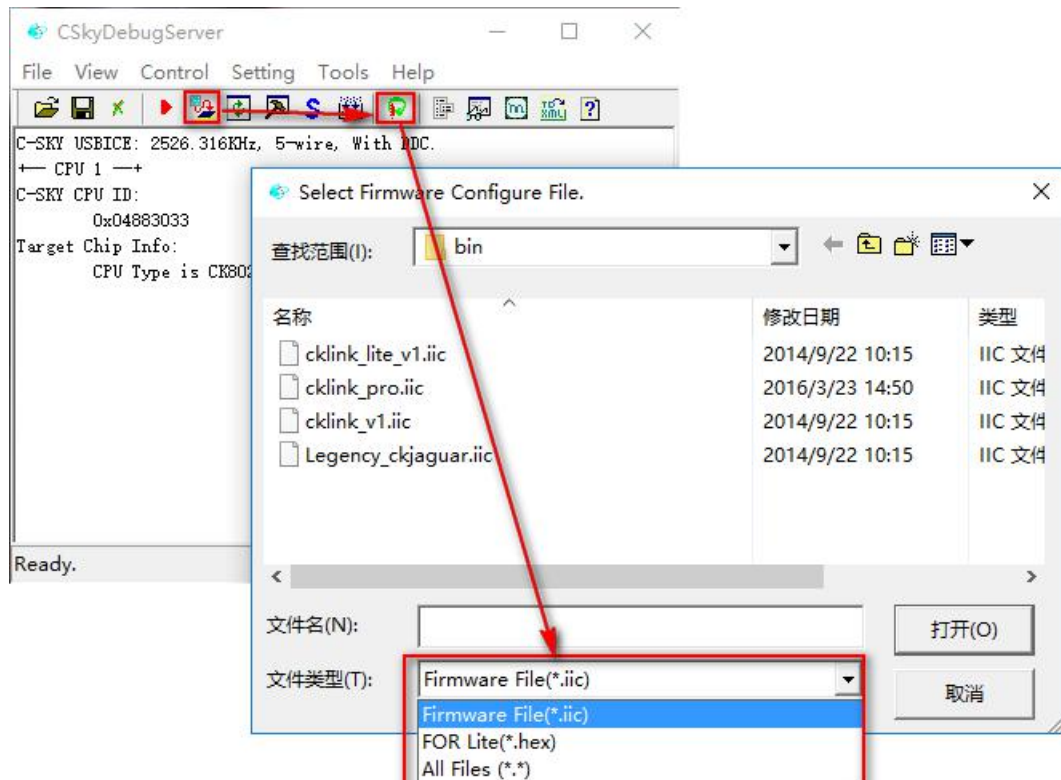 CSkyDebugServer
File View Control Setting Tools Help
C-SKY USBICE: 2526.316KHz, 5-wire, With DDC.
+-- CPU 1 --+
C-SKY CPU ID:
0x04883033
Target Chip Info:
CPU Type is CK802
Ready.
Select Firmware Configure File.
查找范围(I): bin
名称 修改日期 类型
cklink_lite_v1.iic 2014/9/22 10:15 IIC 文件
cklink_pro.iic 2016/3/23 14:50 IIC 文件
cklink_v1.iic 2014/9/22 10:15 IIC 文件
Legency_ckjaguar.iic 2014/9/22 10:15 IIC 文件
文件名(N): 打开(O)
文件类型(T): Firmware File(*.iic) 取消
Firmware File(*.iic)
FOR Lite(*.hex)
All Files (*.*)